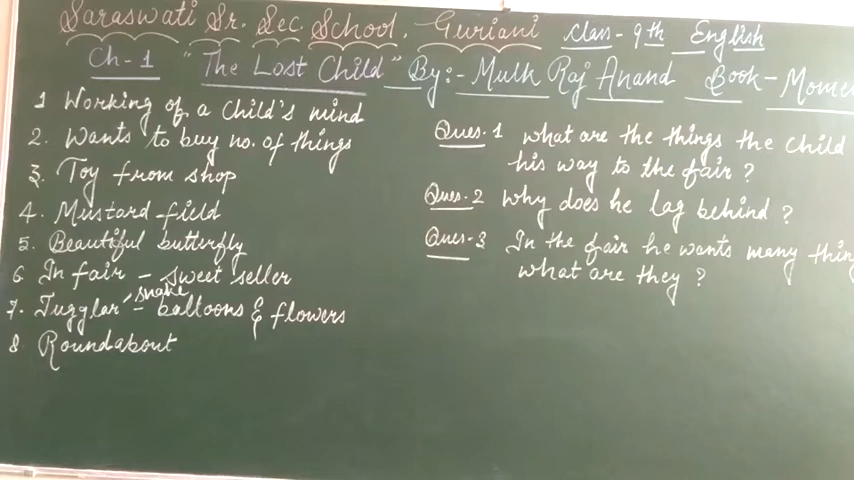 Saraswati Sr. Sec. School, Guriani Class - 9th English
Ch-1 "The Lost Child" By:- Mulk Raj Anand Book - Mome
1 Working of a child's mind
2. Wants to buy no. of things
3. Toy from shop
4. Mustard field
5. Beautiful butterfly
6 In fair - sweet seller
7. Jugglar snake - balloons & flowers
8 Roundabout
Ques. 1 what are the things the child
his way to the fair ?
Ques. 2 Why does he lag behind ?
Ques - 3 In the fair he wants many thin
what are they ?